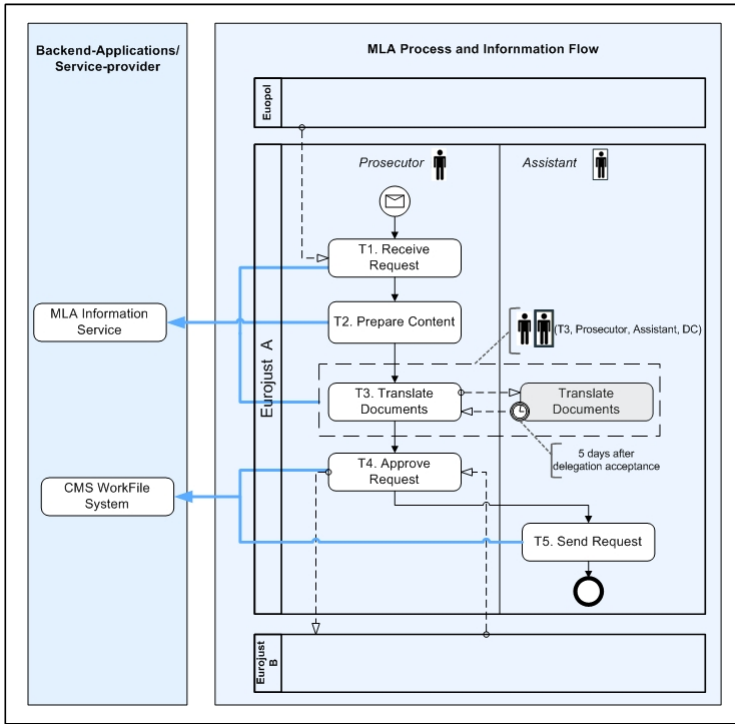 Backend-Applications/
Service-provider
MLA Process and Infornmation Flow
Euopol
Eurojust A
Prosecutor
Assistant
T1. Receive
Request
MLA Information
Service
T2. Prepare Content
(T3, Prosecutor, Assistant, DC)
T3. Translate
Documents
Translate
Documents
5 days after
delegation acceptance
T4. Approve
Request
CMS WorkFile
System
T5. Send Request
Eurojust
B